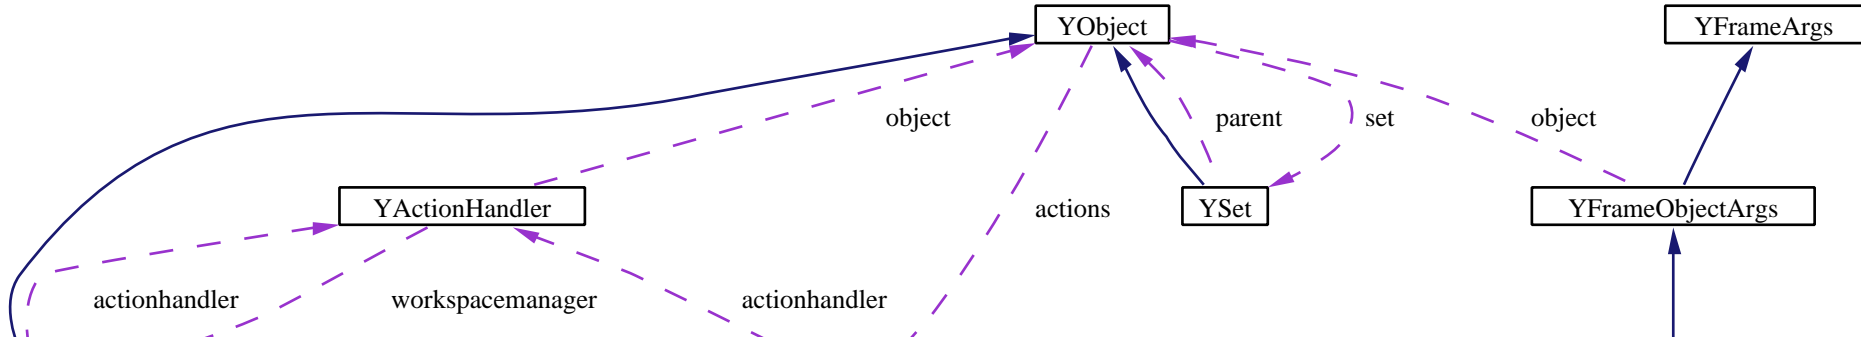 YObject
YFrameArgs
object
parent
set
object
YActionHandler
actions
YSet
YFrameObjectArgs
actionhandler
workspacemanager
actionhandler